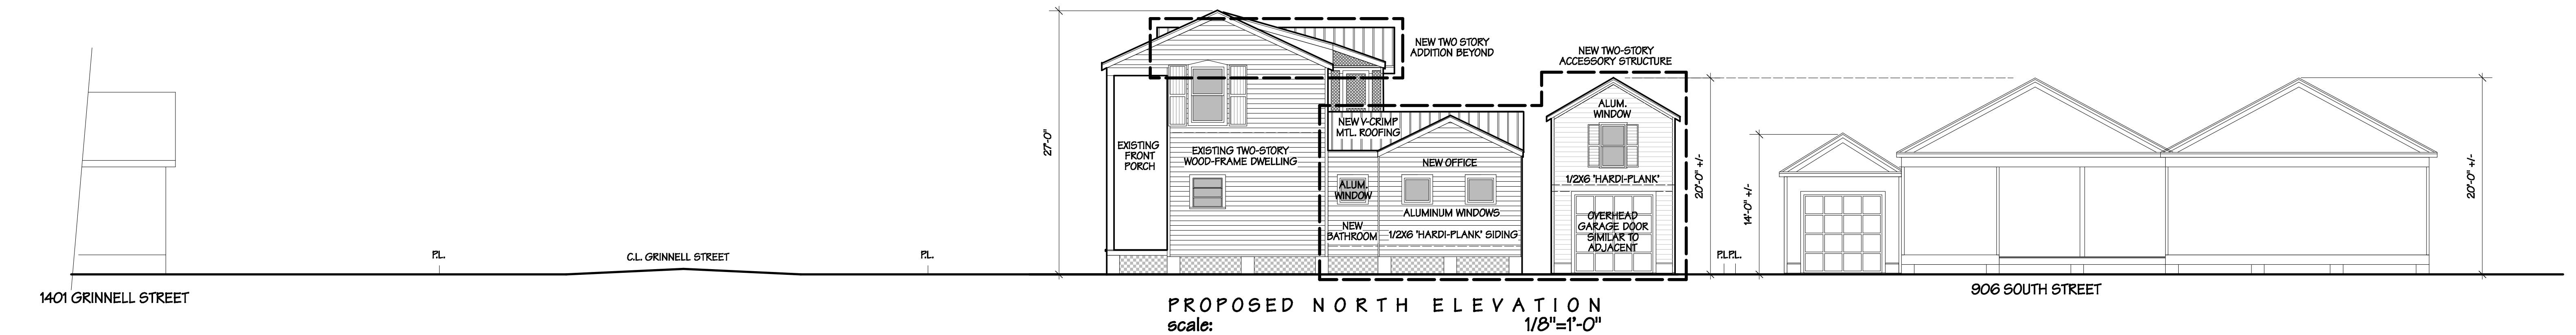 27'-0"
NEW TWO STORY
ADDITION BEYOND
NEW TWO-STORY
ACCESSORY STRUCTURE
ALUM.
WINDOW
NEW V-CRIMP
MTL. ROOFING
EXISTING
FRONT
PORCH
EXISTING TWO-STORY
WOOD-FRAME DWELLING
NEW OFFICE
1/2X6 "HARDI-PLANK"
ALUM.
WINDOW
ALUMINUM WINDOWS
NEW
BATHROOM
1/2X6 "HARDI-PLANK" SIDING
OVERHEAD
GARAGE DOOR
SIMILAR TO
ADJACENT
20'-0" +/-
14'-0" +/-
20'-0" +/-
P.L.
C.L. GRINNELL STREET
P.L.
P.L.
P.L.
1401 GRINNELL STREET
906 SOUTH STREET
PROPOSED NORTH ELEVATION
scale: 1/8"=1'-0"